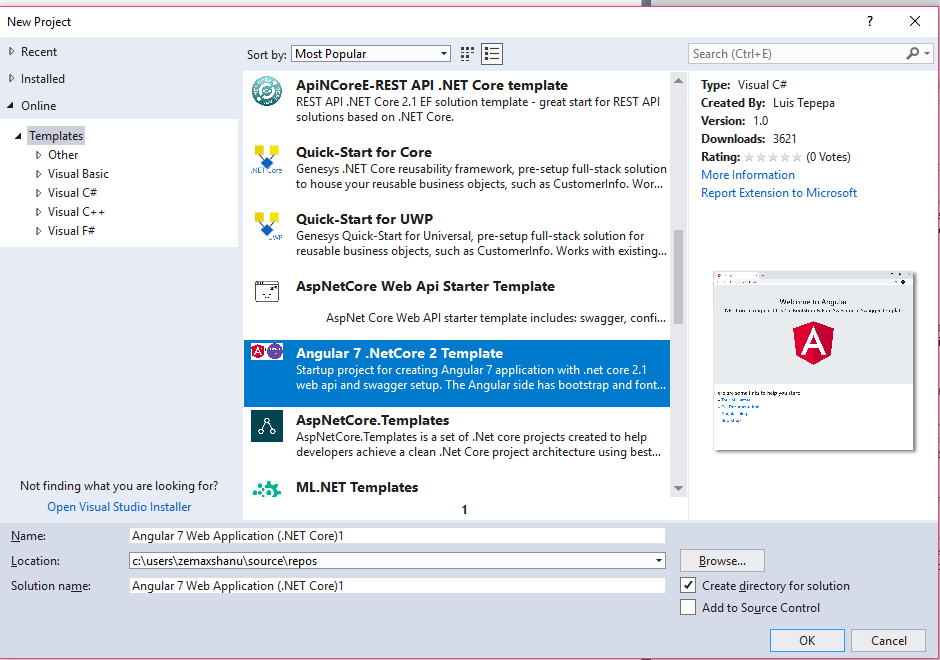 New Project
?
Recent
Installed
Online
Templates
Other
Visual Basic
Visual C#
Visual C++
Visual F#
Not finding what you are looking for?
Open Visual Studio Installer
Sort by: Most Popular
ApiNCoreE-REST API .NET Core template
REST API .NET Core 2.1 EF solution template - great start for REST API
solutions based on .NET Core.
.NET Core
Quick-Start for Core
Genesys .NET Core reusability framework, pre-setup full-stack solution
to house your reusable business objects, such as CustomerInfo. Wor...
UWP
Quick-Start for UWP
Genesys Quick-Start for Universal, pre-setup full-stack solution for
reusable business objects, such as CustomerInfo. Works with existing...
AspNetCore Web Api Starter Template
AspNet Core Web API starter template includes: swagger, confi...
Angular 7 .NetCore 2 Template
Startup project for creating Angular 7 application with .net core 2.1
web api and swagger setup. The Angular side has bootstrap and font...
AspNetCore.Templates
AspNetCore.Templates is a set of .Net core projects created to help
developers achieve a clean .Net Core project architecture using best...
ML.NET Templates
1
Search (Ctrl+E)
Type: Visual C#
Created By: Luis Tepepa
Version: 1.0
Downloads: 3621
Rating: (0 Votes)
More Information
Report Extension to Microsoft
Welcome to Angular
A
Here are some links to help you start:
Name: Angular 7 Web Application (.NET Core)1
Location: c:\users\zemaxshanu\source\repos
Browse...
Solution name: Angular 7 Web Application (.NET Core)1
Create directory for solution
Add to Source Control
OK
Cancel